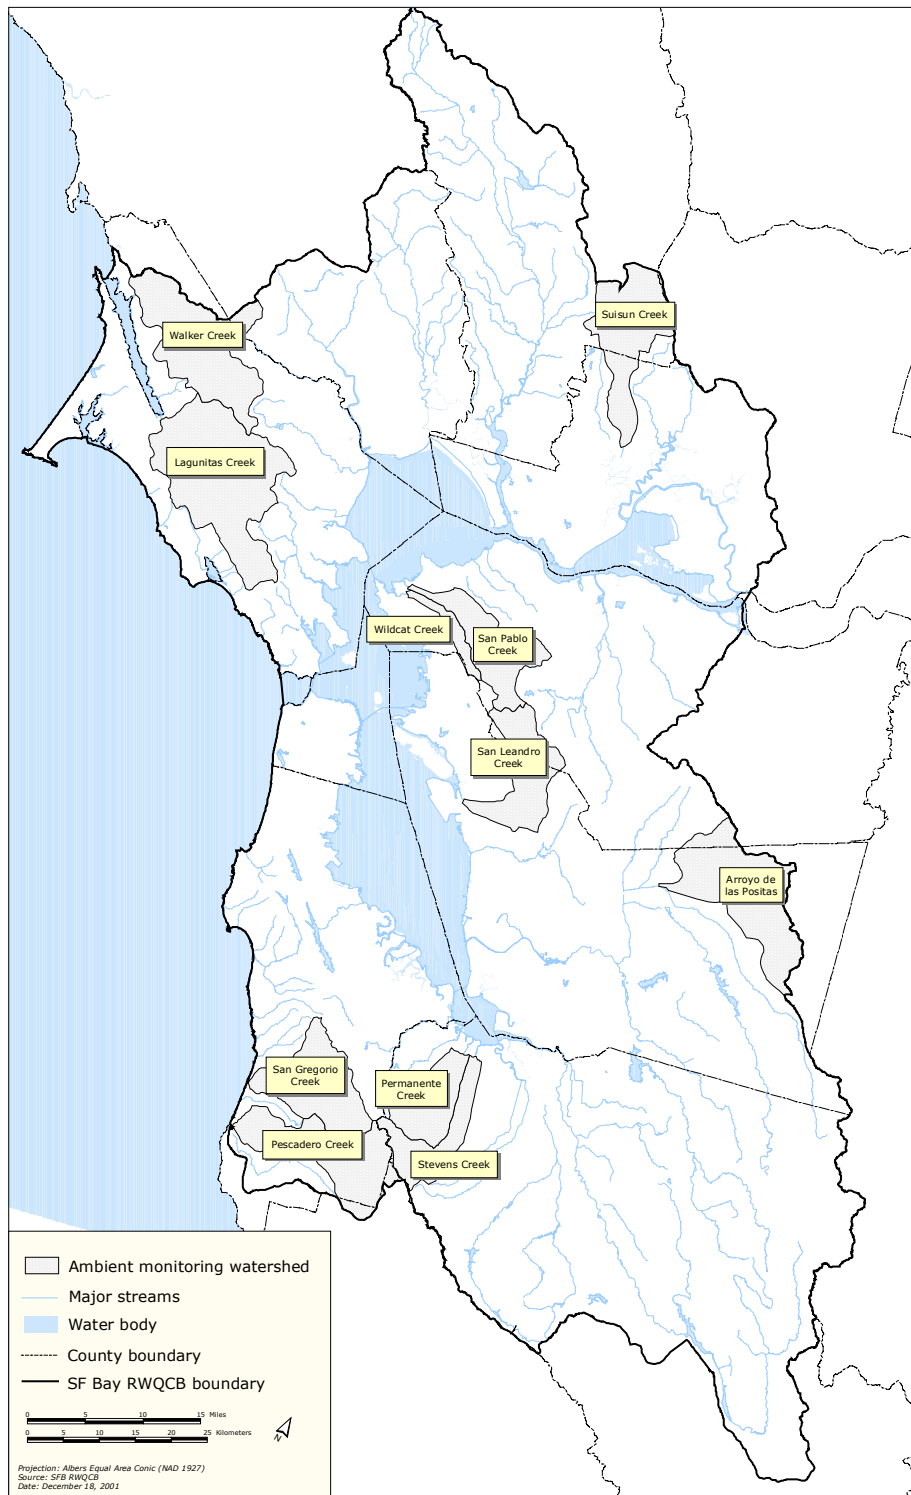 Suisun Creek
Walker Creek
Lagunitas Creek
Wildcat Creek
San Pablo
Creek
San Leandro
Creek
Arroyo de
las Positas
San Gregorio
Creek
Permanente
Creek
Pescadero Creek
Stevens Creek
Ambient monitoring watershed
Major streams
Water body
County boundary
SF Bay RWQCB boundary
0 5 10 15 Miles
0 5 10 15 20 25 Kilometers
N
Projection: Albers Equal Area Conic (NAD 1927)
Source: SFB RWQCB
Date: December 18, 2001